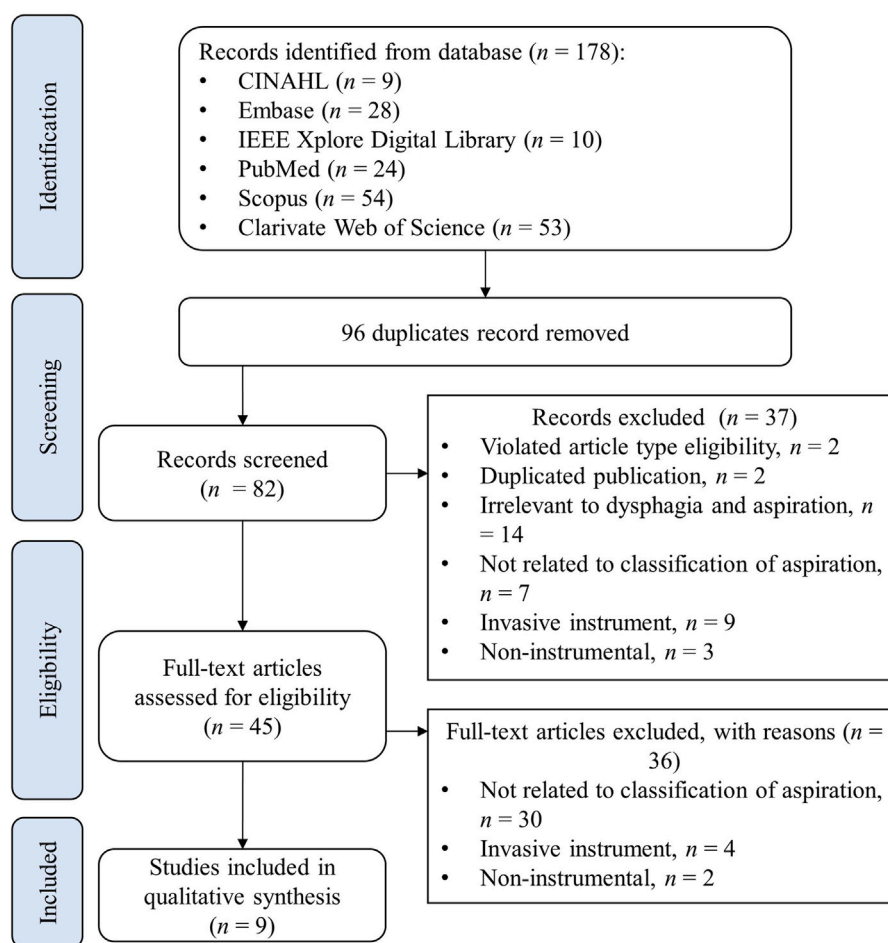 Identification
Records identified from database (n = 178):
• CINAHL (n = 9)
• Embase (n = 28)
• IEEE Xplore Digital Library (n = 10)
• PubMed (n = 24)
• Scopus (n = 54)
• Clarivate Web of Science (n = 53)
Screening
96 duplicates record removed
Records screened
(n = 82)
Records excluded (n = 37)
• Violated article type eligibility, n = 2
• Duplicated publication, n = 2
• Irrelevant to dysphagia and aspiration, n
= 14
• Not related to classification of aspiration,
n = 7
• Invasive instrument, n = 9
• Non-instrumental, n = 3
Eligibility
Full-text articles
assessed for eligibility
(n = 45)
Full-text articles excluded, with reasons (n =
36)
• Not related to classification of aspiration,
n = 30
• Invasive instrument, n = 4
• Non-instrumental, n = 2
Included
Studies included in
qualitative synthesis
(n = 9)